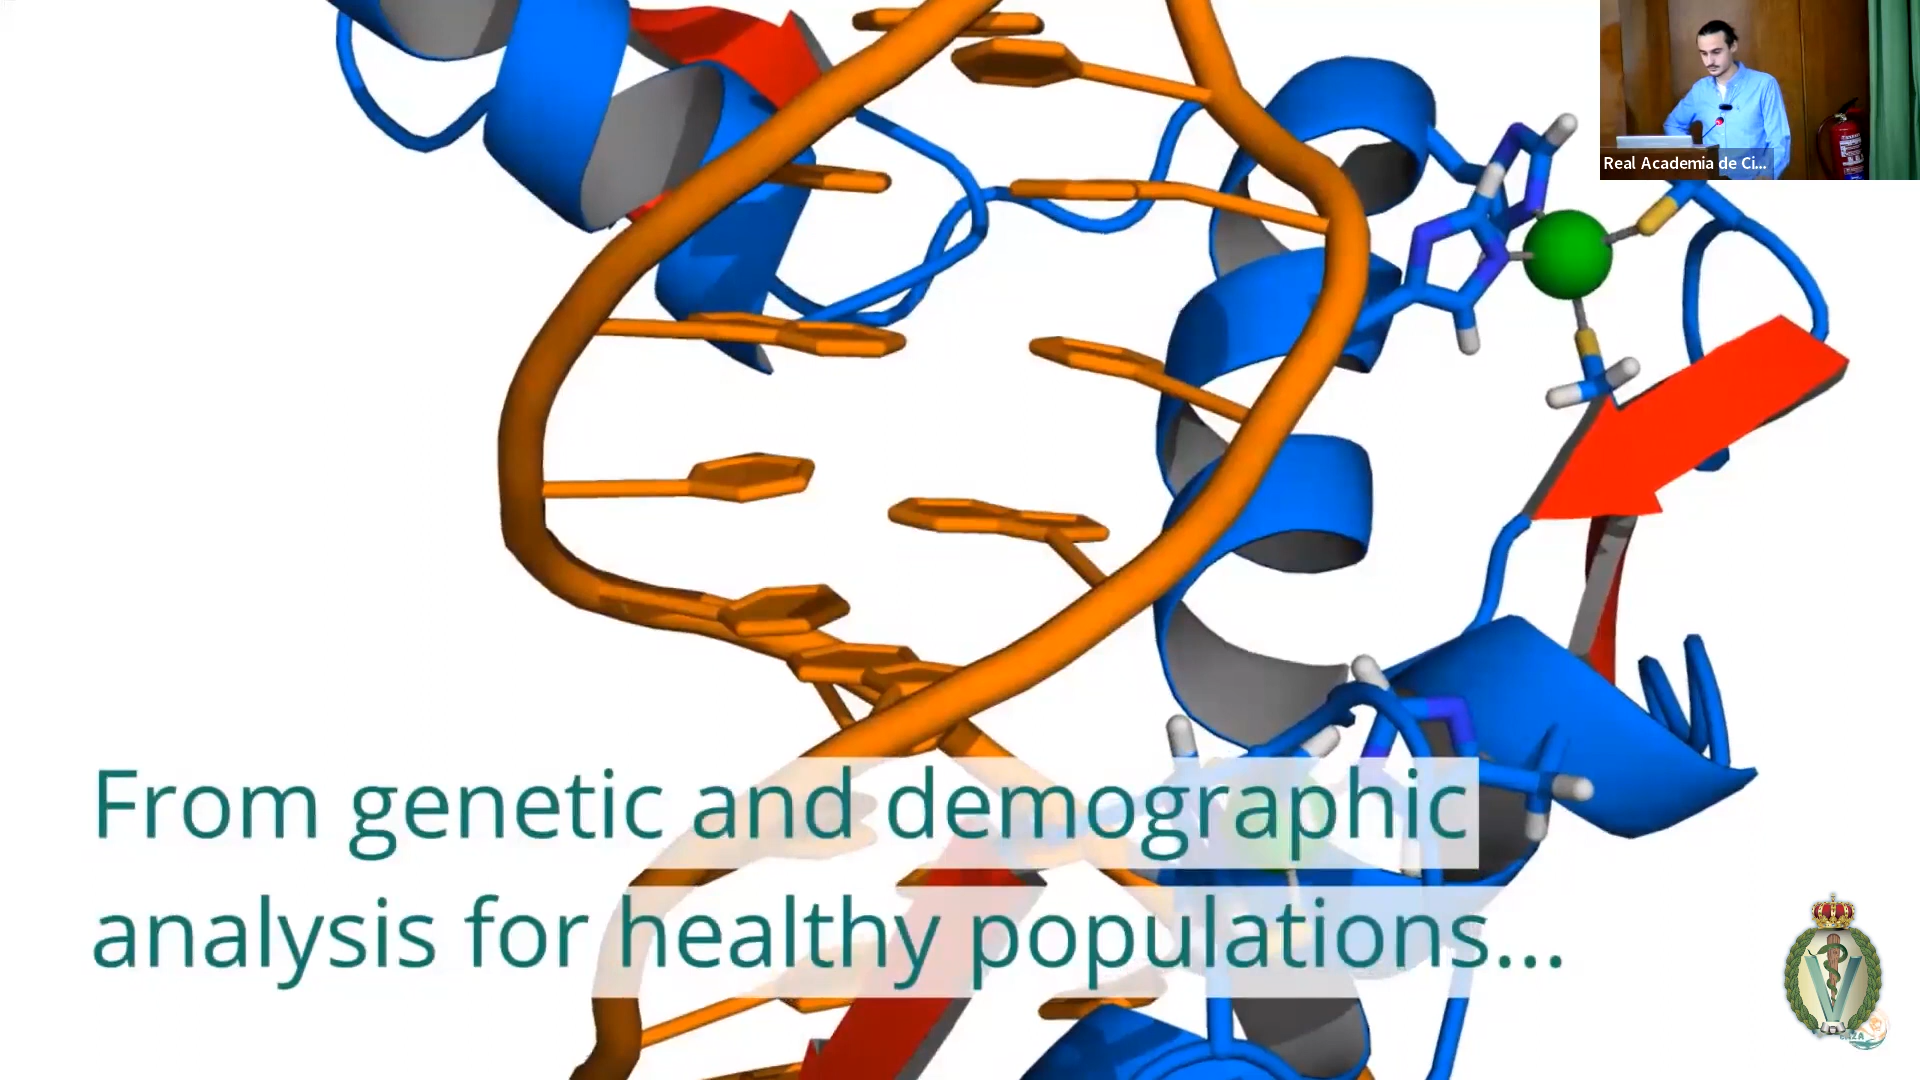 Real Academia de Ci...
From genetic and demographic
analysis for healthy populations...
V